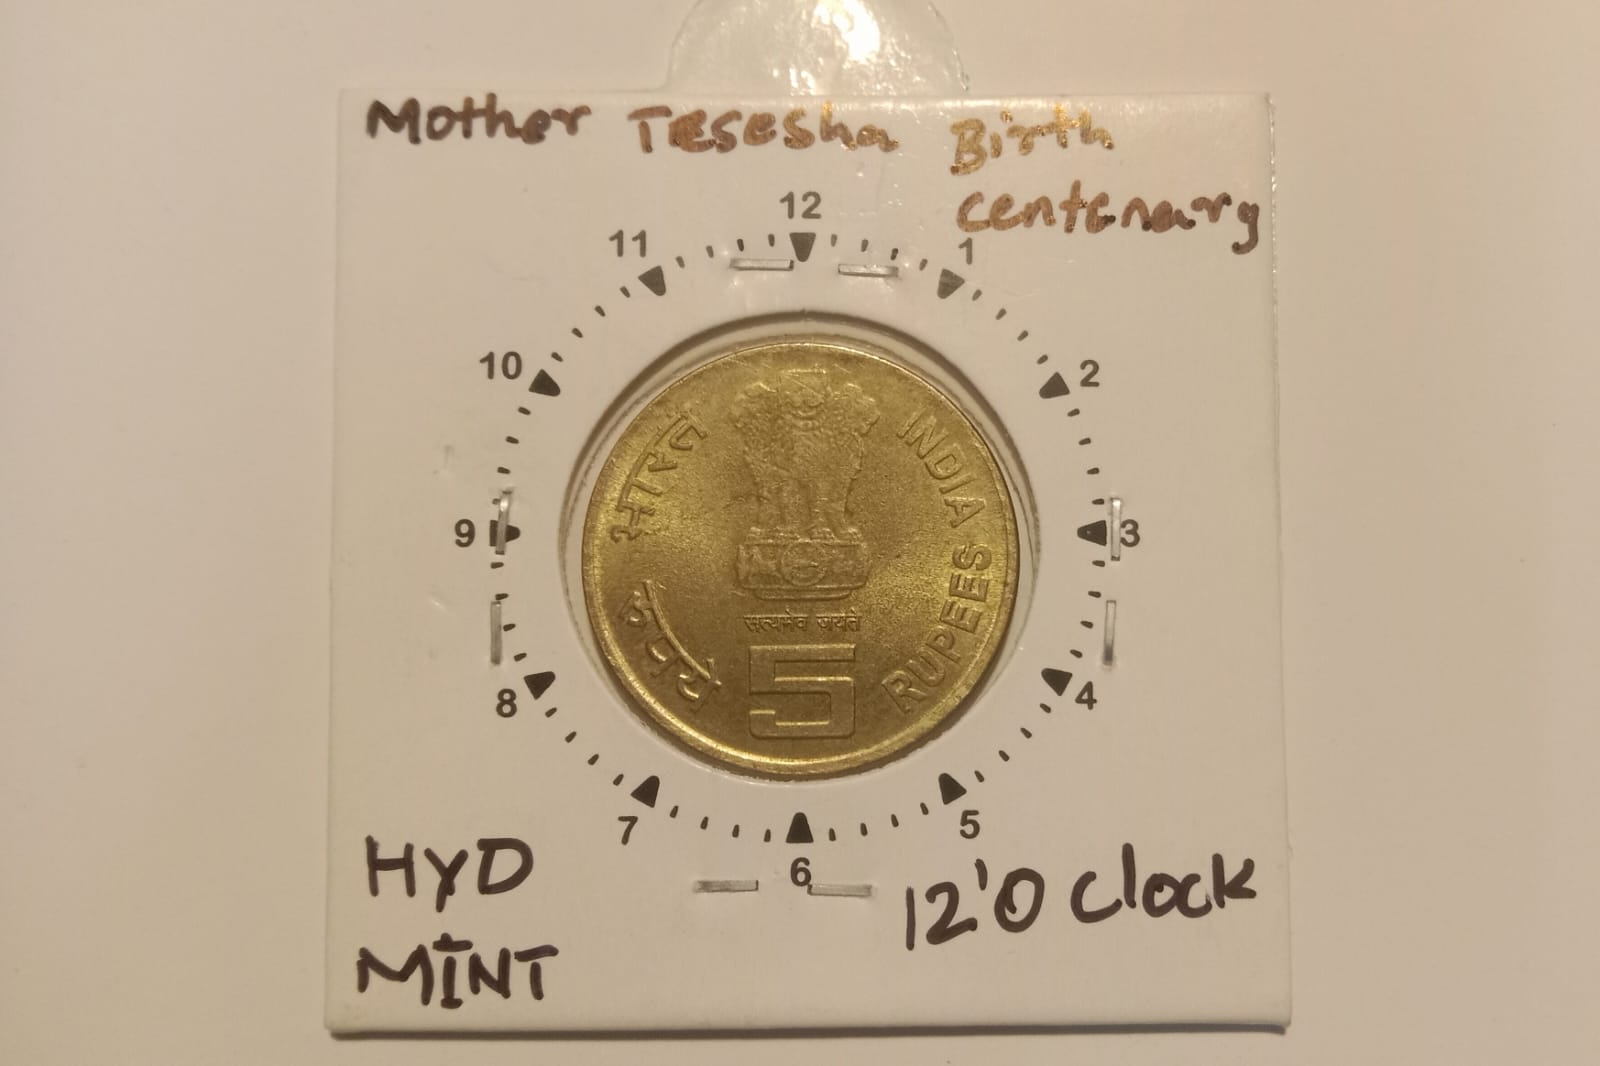 Mother Tesesha Birth
centenary
12
11
1
10
2
9
3
8
4
7
5
6
भारत
INDIA
रुपये
RUPEES
सत्यमेव जयते
5
HYD
MINT
12'O clock